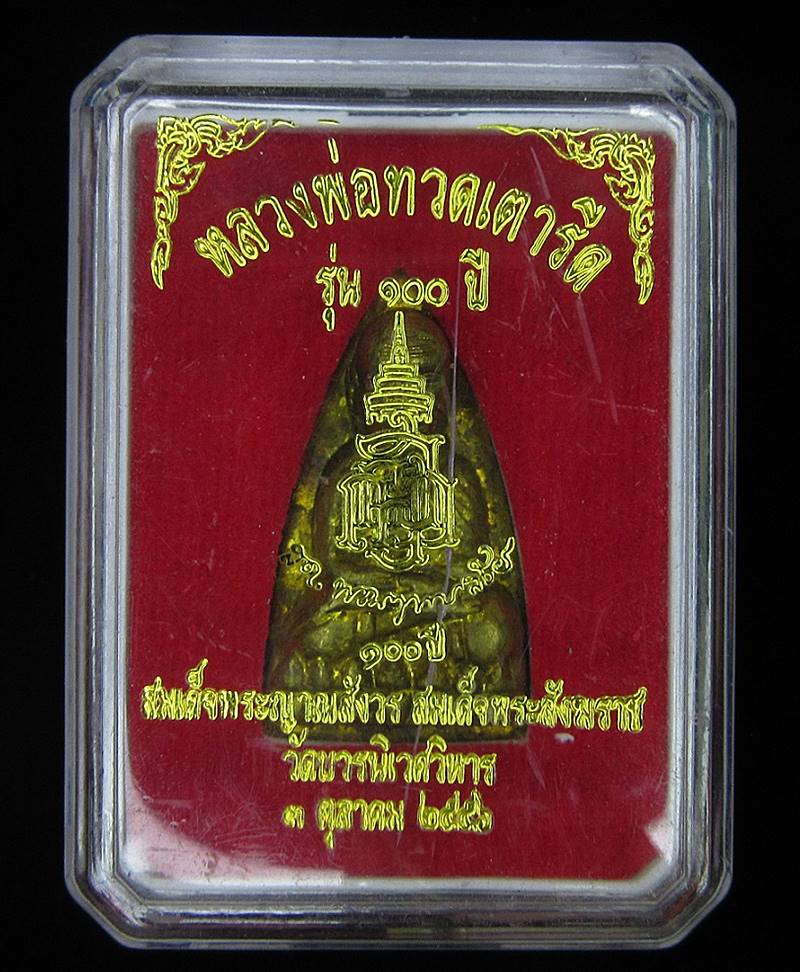 หลวงพ่อทวดเตารีด
รุ่น ๑๐๐ ปี
๑๐๐ปี
สมเด็จพระญาณสังวร สมเด็จพระสังฆราช
วัดบวรนิเวศวิหาร
๓ ตุลาคม ๒๕๕๖